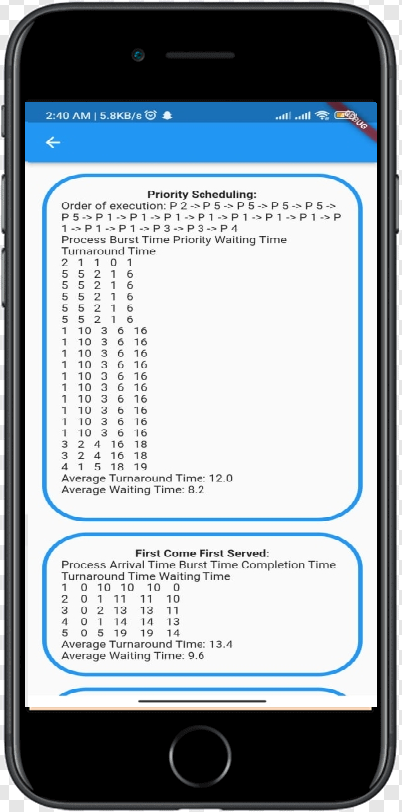 2:40 AM | 5.8KB/s
Priority Scheduling:
Order of execution: P 2 -> P 5 -> P 5 -> P 5 -> P 5 ->
P 5 -> P 1 -> P 1 -> P 1 -> P 1 -> P 1 -> P 1 -> P 1 -> P
1 -> P 1 -> P 1 -> P 3 -> P 3 -> P 4
Process Burst Time Priority Waiting Time
Turnaround Time
2 1 1 0 1
5 5 2 1 6
5 5 2 1 6
5 5 2 1 6
5 5 2 1 6
5 5 2 1 6
1 10 3 6 16
1 10 3 6 16
1 10 3 6 16
1 10 3 6 16
1 10 3 6 16
1 10 3 6 16
1 10 3 6 16
1 10 3 6 16
1 10 3 6 16
1 10 3 6 16
3 2 4 16 18
3 2 4 16 18
4 1 5 18 19
Average Turnaround Time: 12.0
Average Waiting Time: 8.2
First Come First Served:
Process Arrival Time Burst Time Completion Time
Turnaround Time Waiting Time
1 0 10 10 10 0
2 0 1 11 11 10
3 0 2 13 13 11
4 0 1 14 14 13
5 0 5 19 19 14
Average Turnaround Time: 13.4
Average Waiting Time: 9.6